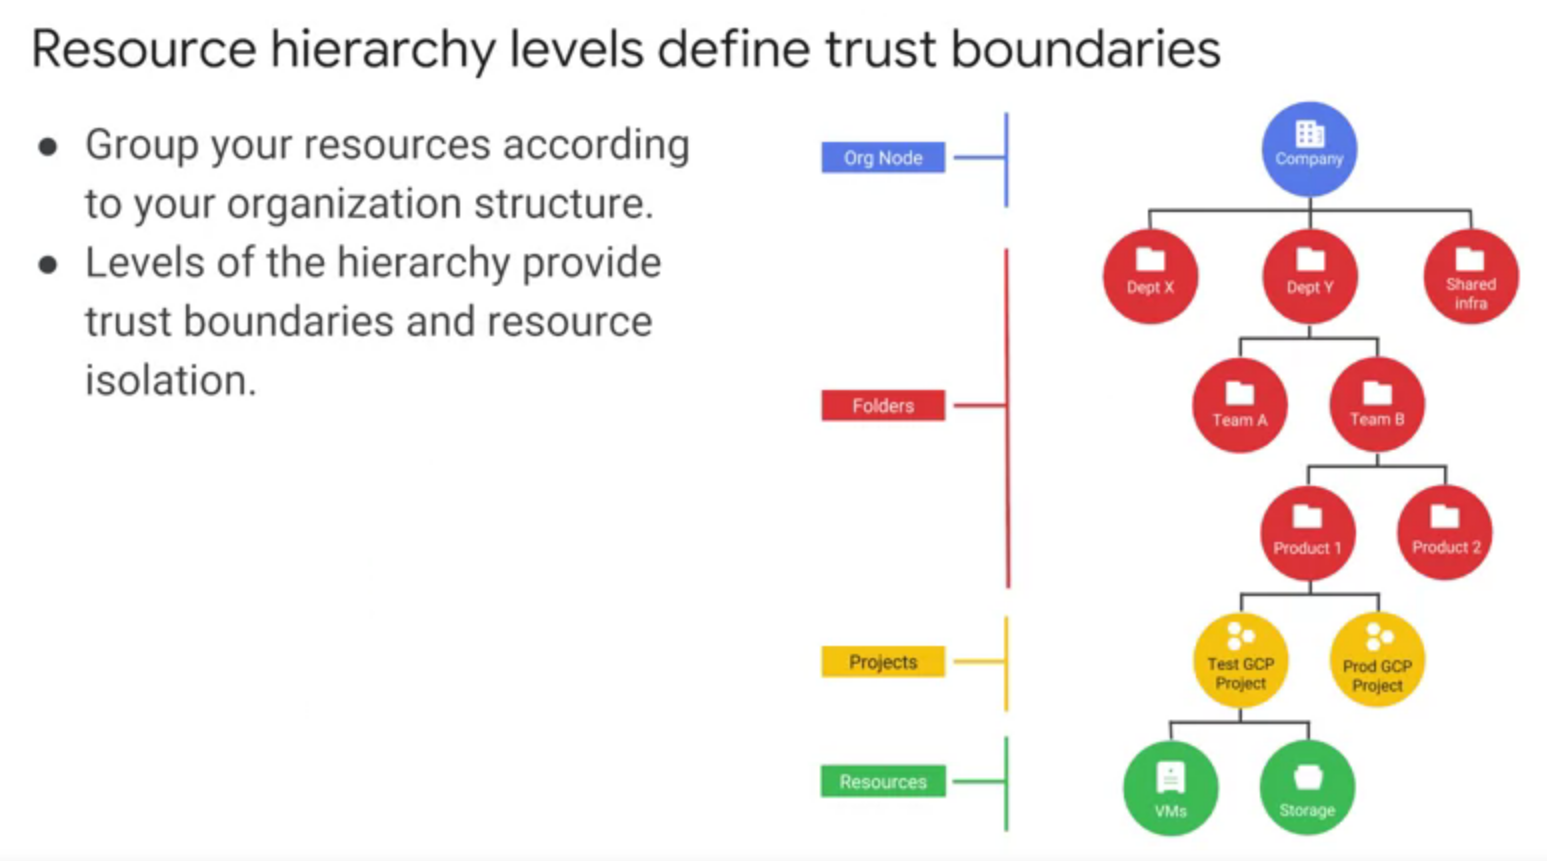 Resource hierarchy levels define trust boundaries
● Group your resources according
to your organization structure.
● Levels of the hierarchy provide
trust boundaries and resource
isolation.
Org Node
Company
Dept X
Dept Y
Shared
infra
Folders
Team A
Team B
Product 1
Product 2
Projects
Test GCP
Project
Prod GCP
Project
Resources
VMs
Storage